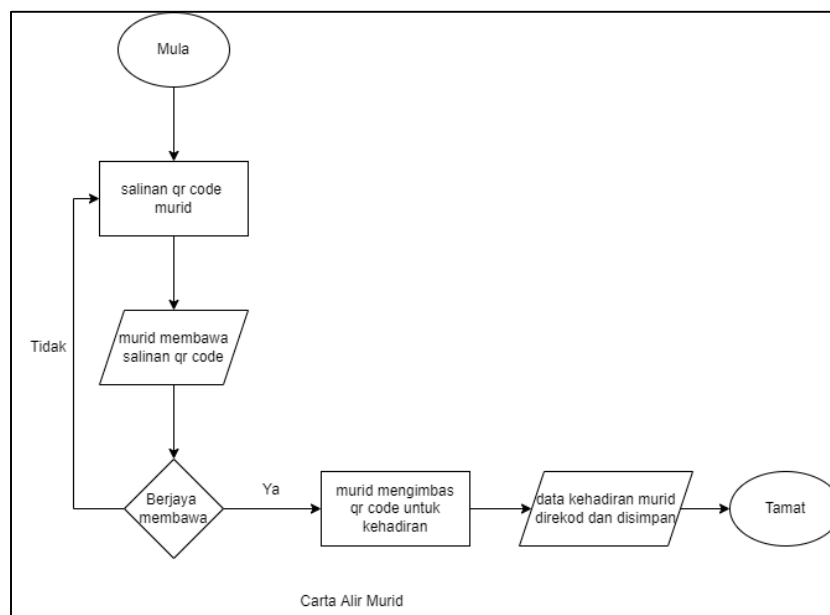 Mula
salinan qr code
murid
murid membawa
salinan qr code
Tidak
Berjaya
membawa
Ya
murid mengimbas
qr code untuk
kehadiran
data kehadiran murid
direkod dan disimpan
Tamat
Carta Alir Murid